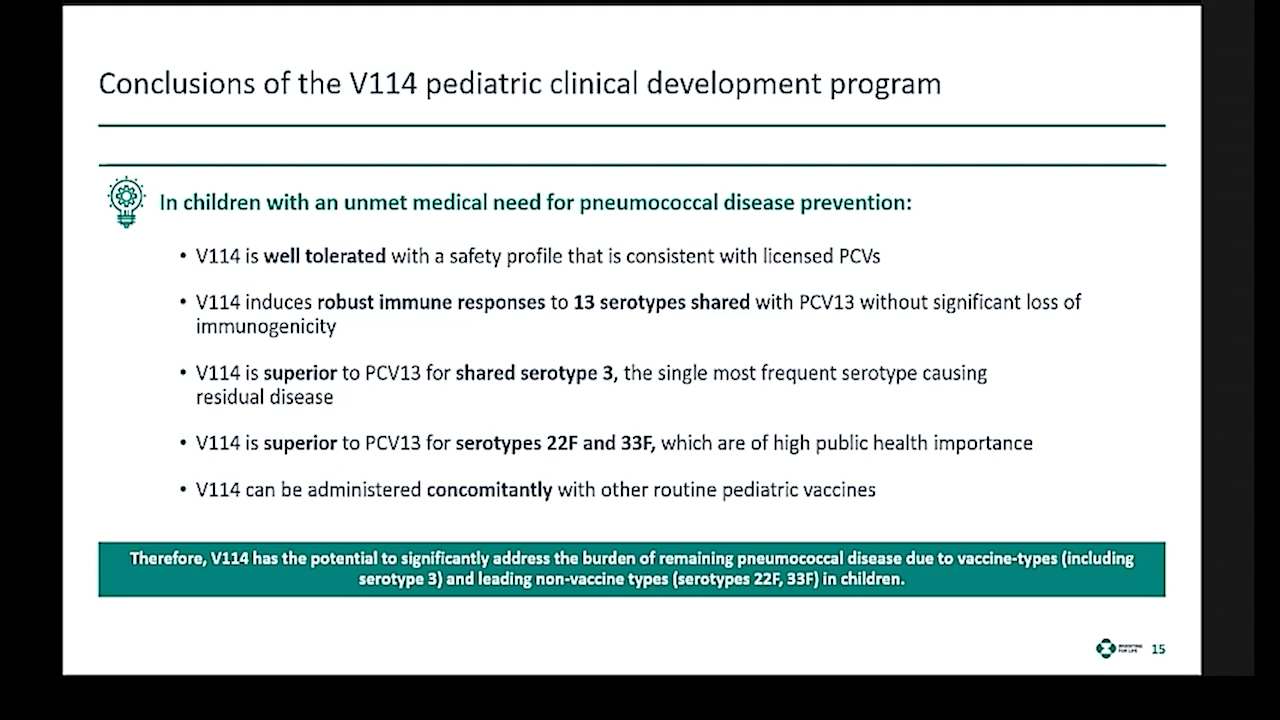 Conclusions of the V114 pediatric clinical development program
In children with an unmet medical need for pneumococcal disease prevention:
• V114 is well tolerated with a safety profile that is consistent with licensed PCVs
• V114 induces robust immune responses to 13 serotypes shared with PCV13 without significant loss of
immunogenicity
• V114 is superior to PCV13 for shared serotype 3, the single most frequent serotype causing
residual disease
• V114 is superior to PCV13 for serotypes 22F and 33F, which are of high public health importance
• V114 can be administered concomitantly with other routine pediatric vaccines
Therefore, V114 has the potential to significantly address the burden of remaining pneumococcal disease due to vaccine-types (including
serotype 3) and leading non-vaccine types (serotypes 22F, 33F) in children.
INVENTING
FOR LIFE
15